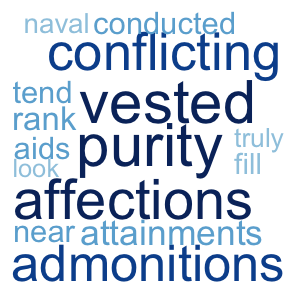 naval conducted
conflicting
tend vested
rank
aids purity truly
look fill
affections
near attainments
admonitions